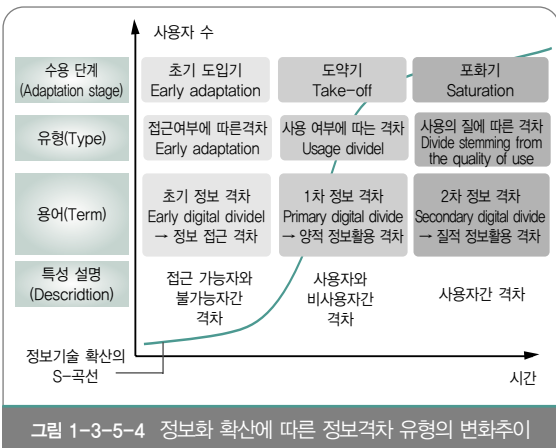 사용자 수
수용 단계
(Adaptation stage)
초기 도입기
Early adaptation
도약기
Take-off
포화기
Saturation
유형(Type)
접근여부에 따른격차
Early adaptation
사용 여부에 따는 격차
Usage dividel
사용의 질에 따른 격차
Divide stemming from
the quality of use
용어(Term)
초기 정보 격차
Early digital dividel
→ 정보 접근 격차
1차 정보 격차
Primary digital divide
→ 양적 정보활용 격차
2차 정보 격차
Secondary digital divide
→ 질적 정보활용 격차
특성 설명
(Descridtion)
접근 가능자와
불가능자간
격차
사용자와
비사용자간
격차
사용자간 격차
정보기술 확산의
S-곡선
시간
그림 1-3-5-4 정보화 확산에 따른 정보격차 유형의 변화추이